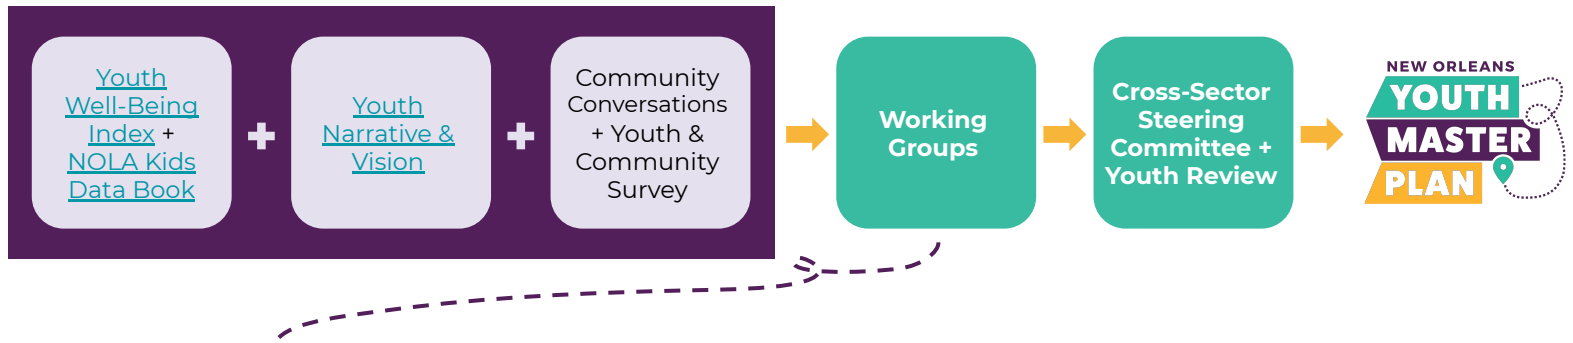 Youth
Well-Being
Index +
NOLA Kids
Data Book
+
Youth
Narrative &
Vision
+
Community
Conversations
+ Youth &
Community
Survey
Working
Groups
Cross-Sector
Steering
Committee +
Youth Review
NEW ORLEANS
YOUTH
MASTER
PLAN